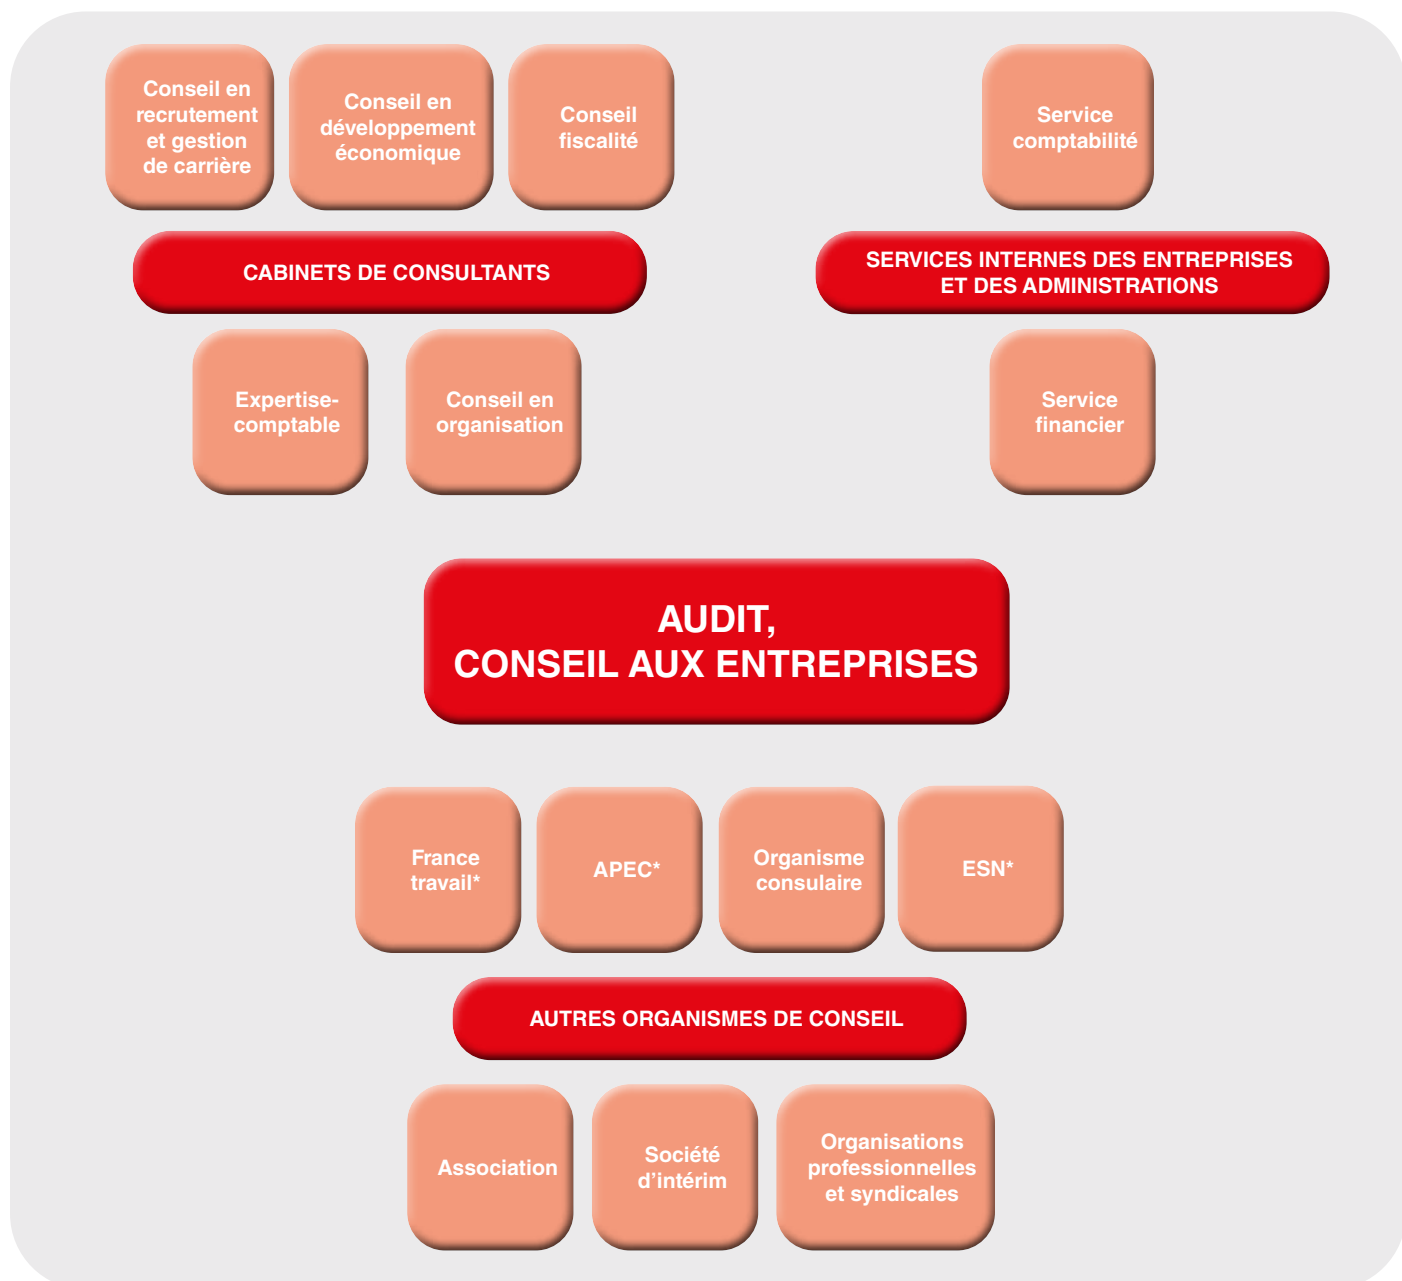 Conseil en
recrutement
et gestion
de carrière
Conseil en
développement
économique
Conseil
fiscalité
CABINETS DE CONSULTANTS
Expertise-
comptable
Conseil en
organisation
Service
comptabilité
SERVICES INTERNES DES ENTREPRISES
ET DES ADMINISTRATIONS
Service
financier
AUDIT,
CONSEIL AUX ENTREPRISES
France
travail*
APEC*
Organisme
consulaire
ESN*
AUTRES ORGANISMES DE CONSEIL
Association
Société
d'intérim
Organisations
professionnelles
et syndicales